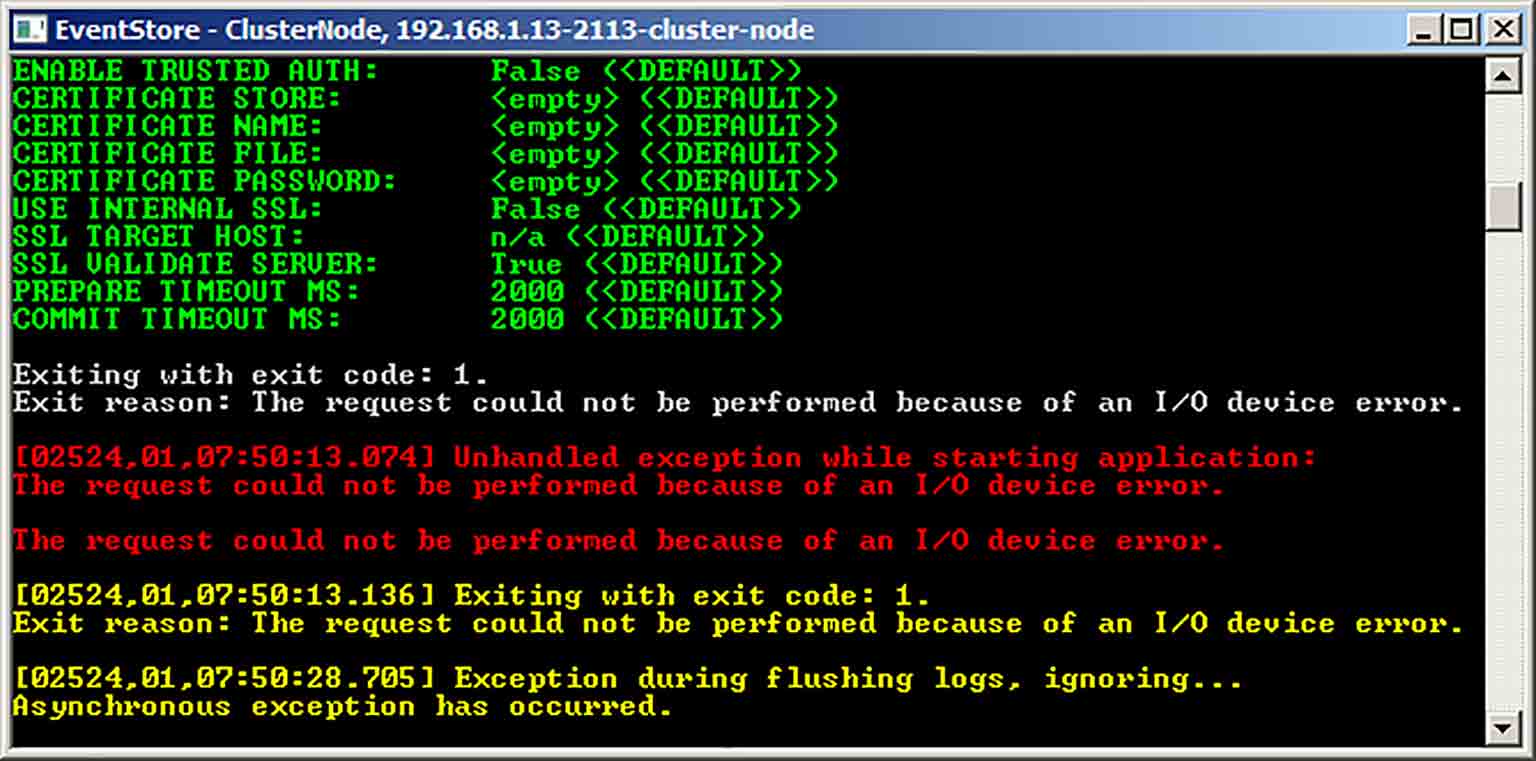 EventStore - ClusterNode, 192.168.1.13-2113-cluster-node
ENABLE TRUSTED AUTH: False (<DEFAULT>)
CERTIFICATE STORE: <empty> (<DEFAULT>)
CERTIFICATE NAME: <empty> (<DEFAULT>)
CERTIFICATE FILE: <empty> (<DEFAULT>)
CERTIFICATE PASSWORD: <empty> (<DEFAULT>)
USE INTERNAL SSL: False (<DEFAULT>)
SSL TARGET HOST: n/a (<DEFAULT>)
SSL VALIDATE SERVER: True (<DEFAULT>)
PREPARE TIMEOUT MS: 2000 (<DEFAULT>)
COMMIT TIMEOUT MS: 2000 (<DEFAULT>)
Exiting with exit code: 1.
Exit reason: The request could not be performed because of an I/O device error.
[02524,01,07:50:13.074] Unhandled exception while starting application:
The request could not be performed because of an I/O device error.
The request could not be performed because of an I/O device error.
[02524,01,07:50:13.136] Exiting with exit code: 1.
Exit reason: The request could not be performed because of an I/O device error.
[02524,01,07:50:28.705] Exception during flushing logs, ignoring...
Asynchronous exception has occurred.